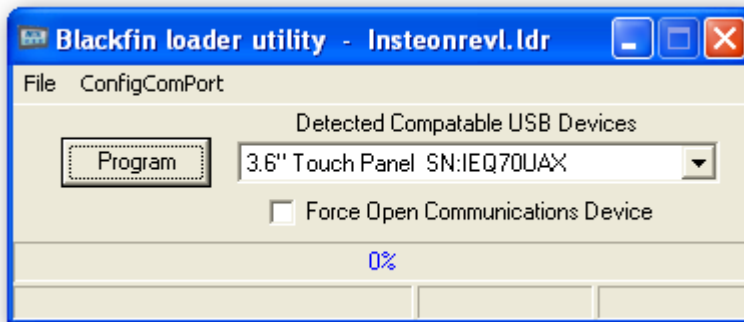 Blackfin loader utility - Insteonrevl.ldr
File ConfigComPort
Detected Compatable USB Devices
Program
3.6" Touch Panel SN:IEQ70UAX
Force Open Communications Device
0%